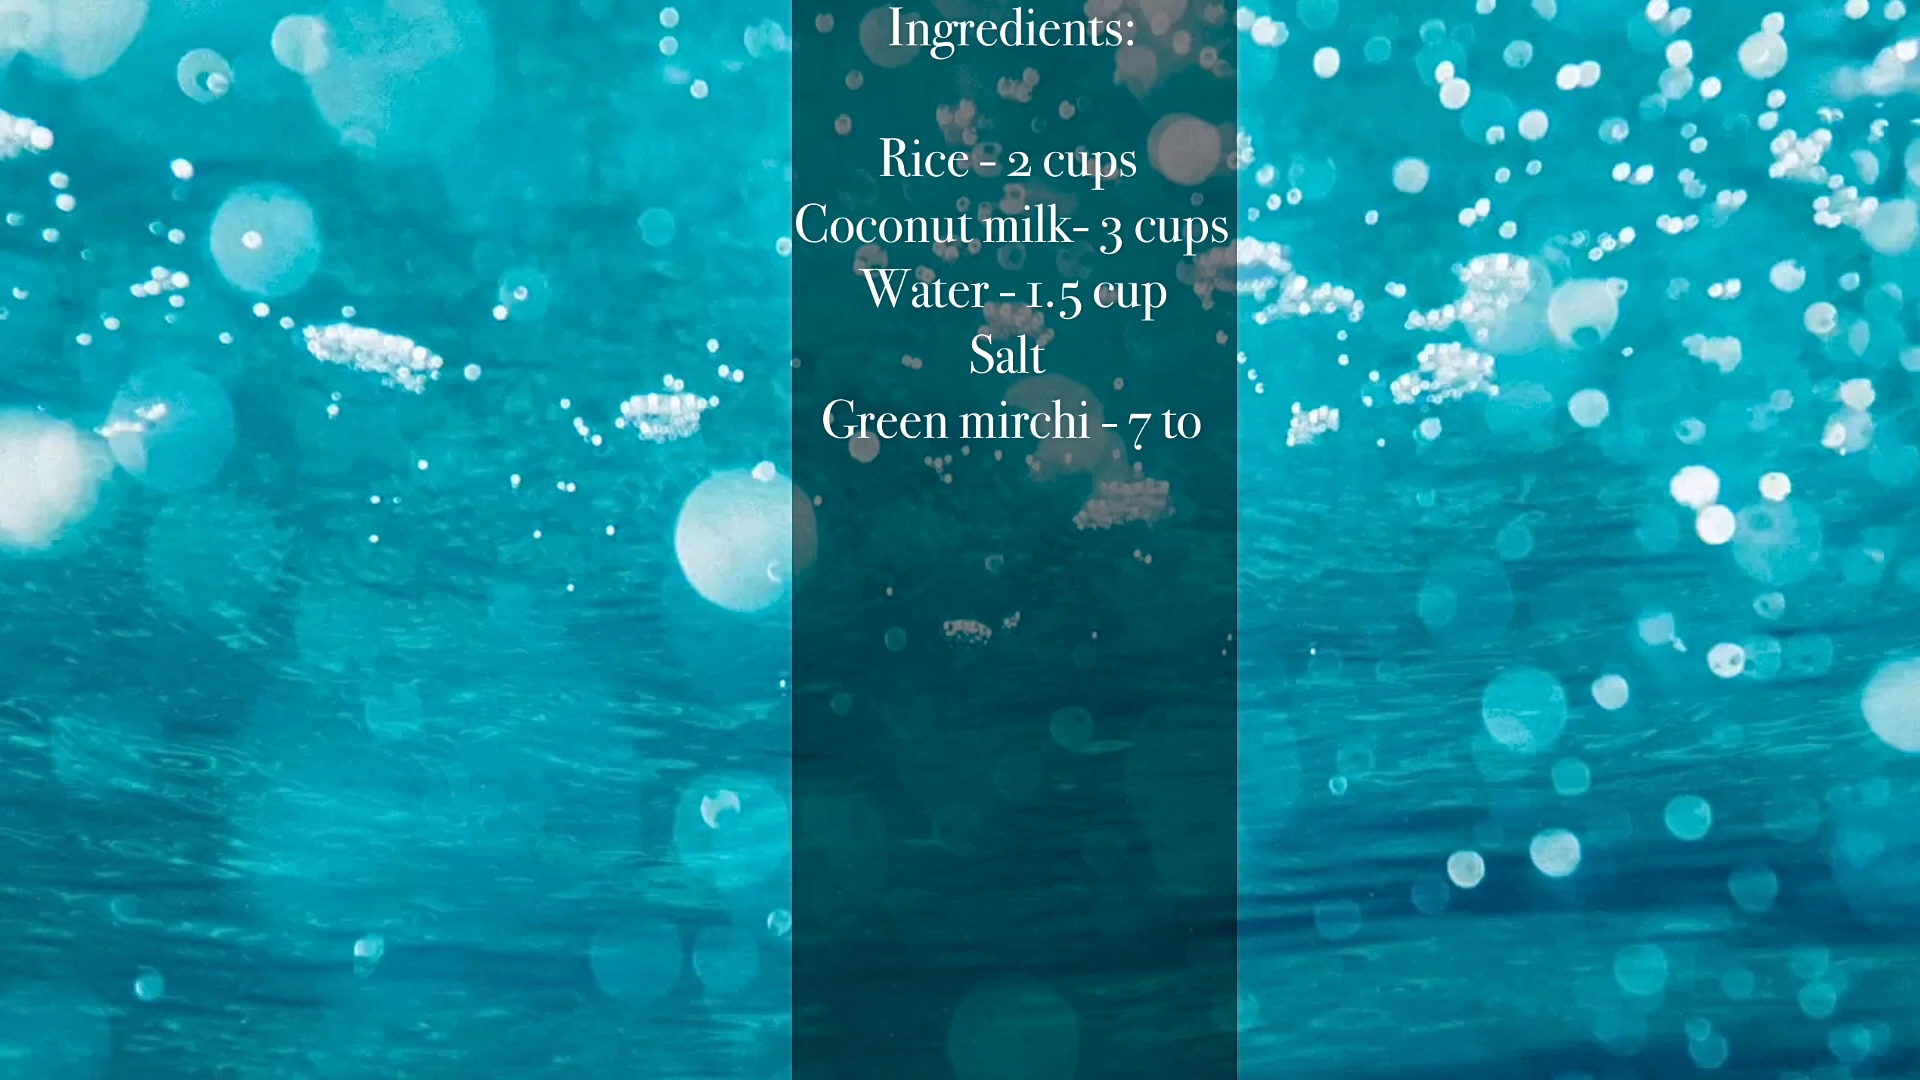 Ingredients:
Rice - 2 cups
Coconut milk- 3 cups
Water - 1.5 cup
Salt
Green mirchi - 7 to